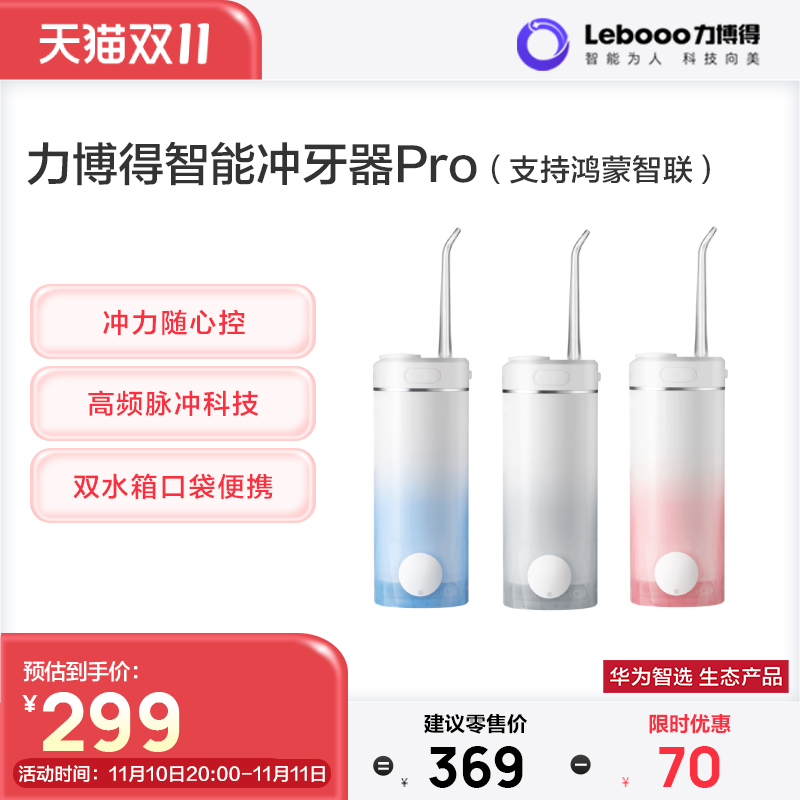 天猫双11
Lebooo力博得
智能为人 科技向美
力博得智能冲牙器Pro（支持鸿蒙智联）
冲力随心控
高频脉冲科技
双水箱口袋便携
华为智选 生态产品
预估到手价：
¥299
活动时间：11月10日20:00-11月11日
建议零售价
= ¥369
限时优惠
− ¥70